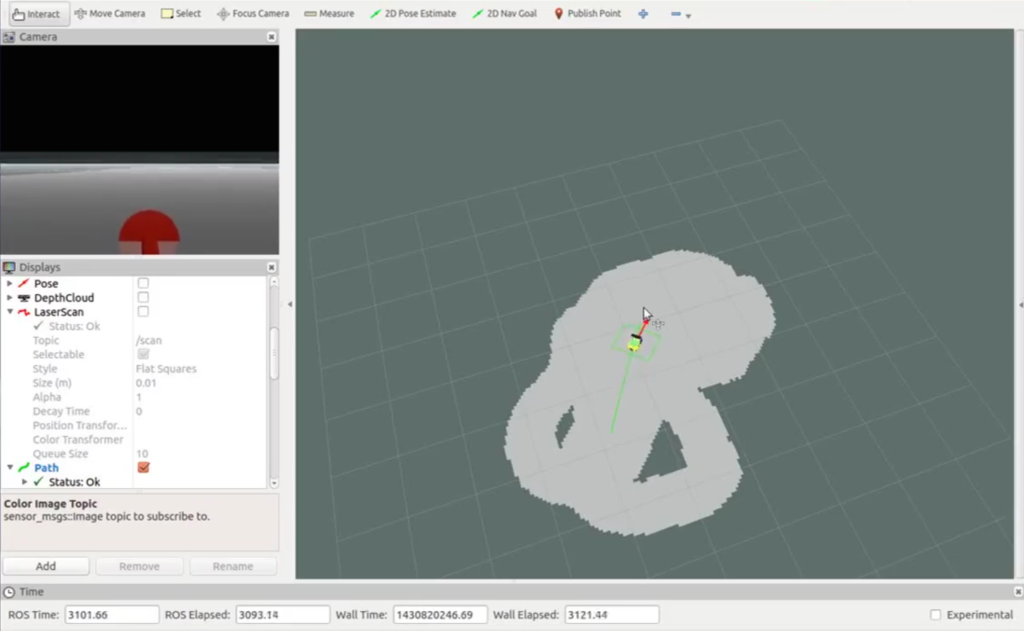 Interact Move Camera Select Focus Camera Measure 2D Pose Estimate 2D Nav Goal Publish Point
Camera
Displays
Pose
DepthCloud
LaserScan
Status: Ok
Topic /scan
Selectable
Style Flat Squares
Size (m) 0.01
Alpha 1
Decay Time 0
Position Transfor...
Color Transformer
Queue Size 10
Path
Status: Ok
Color Image Topic
sensor_msgs::Image topic to subscribe to.
Add Remove Rename
Time
ROS Time: 3101.66 ROS Elapsed: 3093.14 Wall Time: 1430820246.69 Wall Elapsed: 3121.44 Experimental